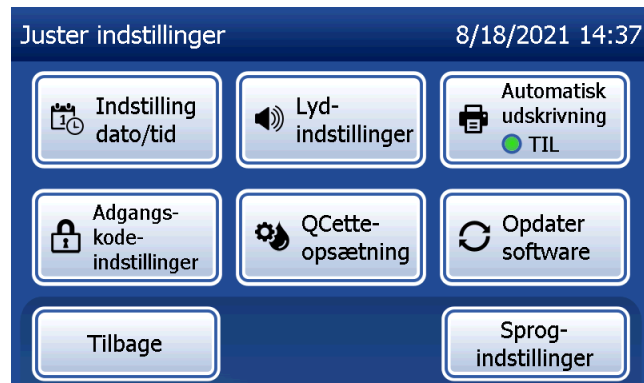 Juster indstillinger
8/18/2021 14:37
Indstilling
dato/tid
Lyd-
indstillinger
Automatisk
udskrivning
TIL
Adgangs-
kode-
indstillinger
QCette-
opsætning
Opdater
software
Tilbage
Sprog-
indstillinger